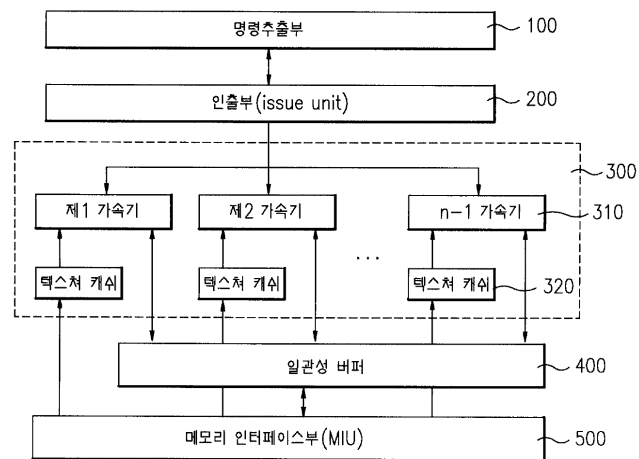 명령추출부 100
인출부(issue unit) 200
300
제1 가속기 제2 가속기 n-1 가속기 310
...
텍스쳐 캐쉬 텍스쳐 캐쉬 텍스쳐 캐쉬 320
일관성 버퍼 400
메모리 인터페이스부(MIU) 500